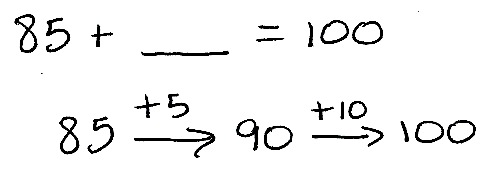 85 + ___ = 100
+5 +10
85 → 90 → 100